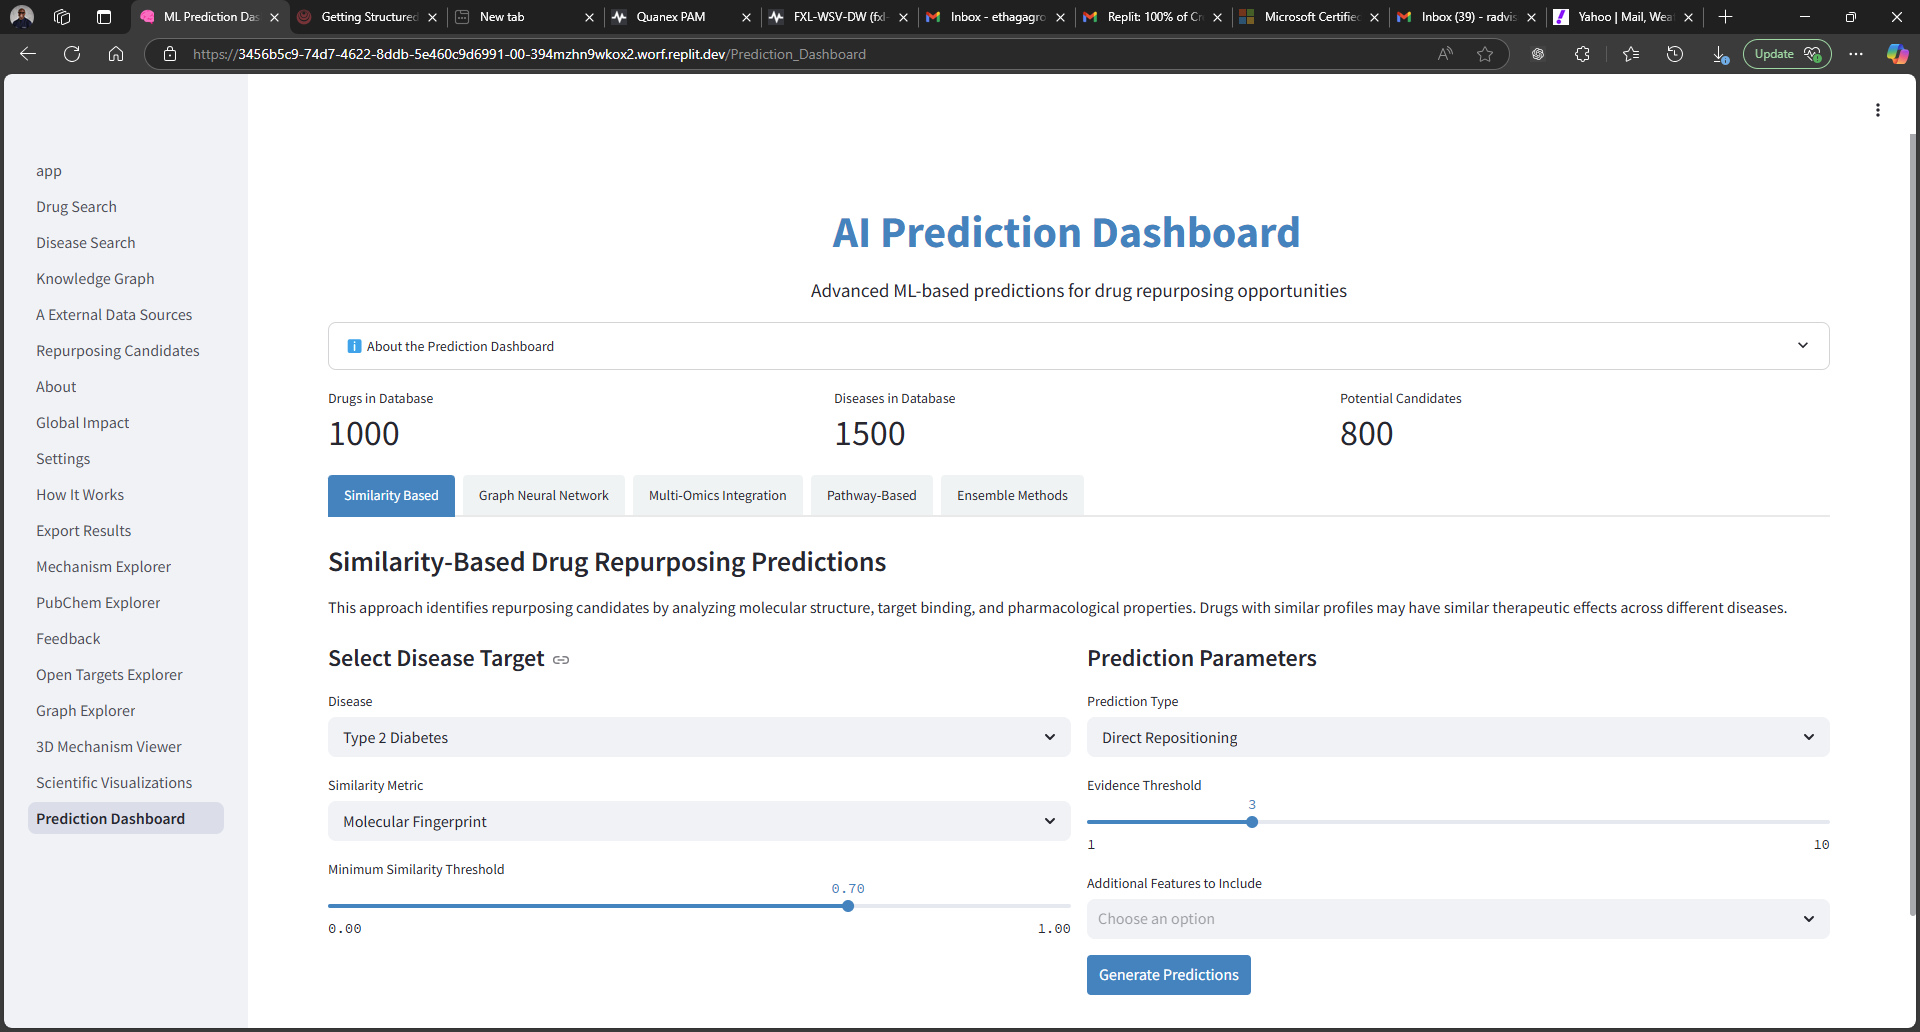 ML Prediction Das
Getting Structured
New tab
Quanex PAM
FXL-WSV-DW (fxl-
Inbox - ethagagro
Replit: 100% of Cr
Microsoft Certified
Inbox (39) - radvis
Yahoo | Mail, Wea
https://3456b5c9-74d7-4622-8ddb-5e460c9d6991-00-394mzhn9wkox2.worf.replit.dev/Prediction_Dashboard
Update
app
Drug Search
Disease Search
Knowledge Graph
A External Data Sources
Repurposing Candidates
About
Global Impact
Settings
How It Works
Export Results
Mechanism Explorer
PubChem Explorer
Feedback
Open Targets Explorer
Graph Explorer
3D Mechanism Viewer
Scientific Visualizations
Prediction Dashboard
AI Prediction Dashboard
Advanced ML-based predictions for drug repurposing opportunities
About the Prediction Dashboard
Drugs in Database
1000
Diseases in Database
1500
Potential Candidates
800
Similarity Based
Graph Neural Network
Multi-Omics Integration
Pathway-Based
Ensemble Methods
Similarity-Based Drug Repurposing Predictions
This approach identifies repurposing candidates by analyzing molecular structure, target binding, and pharmacological properties. Drugs with similar profiles may have similar therapeutic effects across different diseases.
Select Disease Target
Disease
Type 2 Diabetes
Similarity Metric
Molecular Fingerprint
Minimum Similarity Threshold
0.70
0.00
1.00
Prediction Parameters
Prediction Type
Direct Repositioning
Evidence Threshold
3
1
10
Additional Features to Include
Choose an option
Generate Predictions